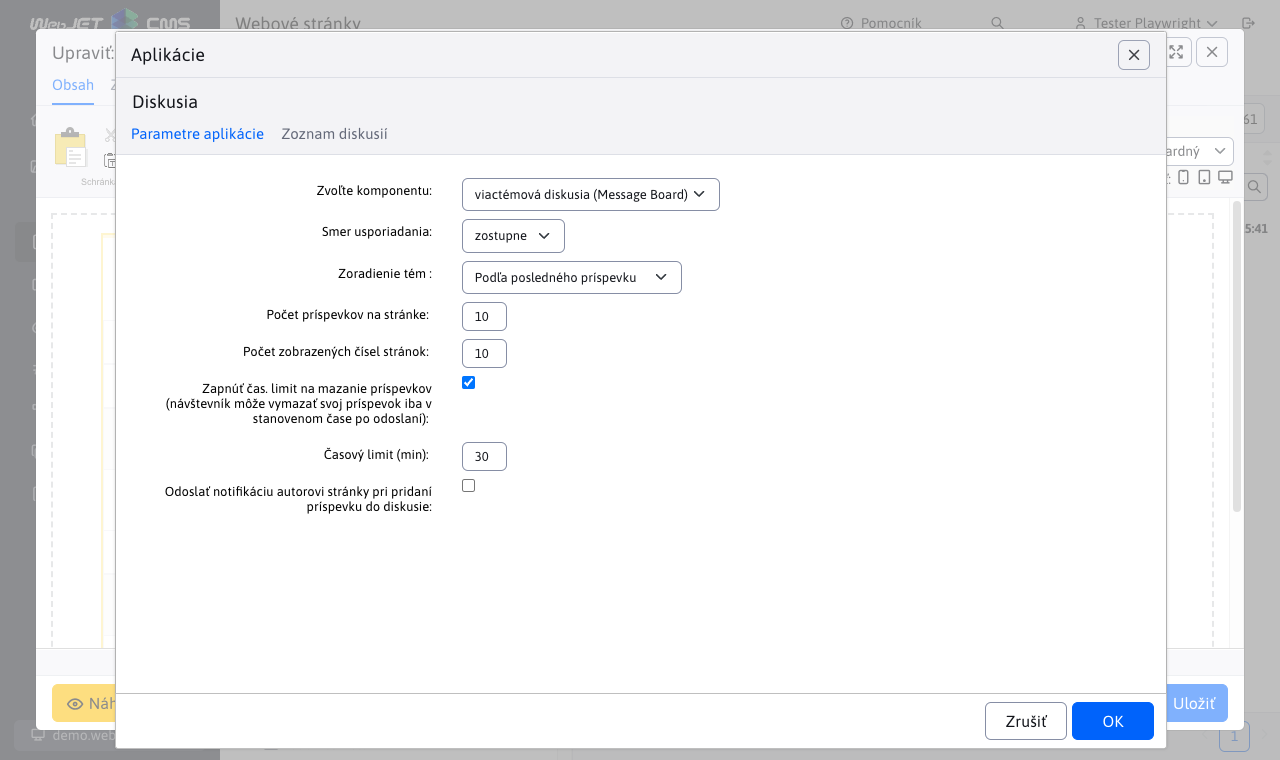 WebJET CMS
Webové stránky
Pomocník
Tester Playwright
Upraviť:
Aplikácie
Obsah
Diskusia
Parametre aplikácie
Zoznam diskusií
61
Schránka
Zvoľte komponentu:
viactémová diskusia (Message Board)
Smer usporiadania:
zostupne
Zoradenie tém :
Podľa posledného príspevku
Počet príspevkov na stránke:
10
Počet zobrazených čísel stránok:
10
Zapnúť čas. limit na mazanie príspevkov
(návštevník môže vymazať svoj príspevok iba v
stanovenom čase po odoslaní):
Časový limit (min):
30
Odoslať notifikáciu autorovi stránky pri pridaní
príspevku do diskusie:
ardný
5:41
Náh
Uložiť
Zrušiť
OK
demo.web
1